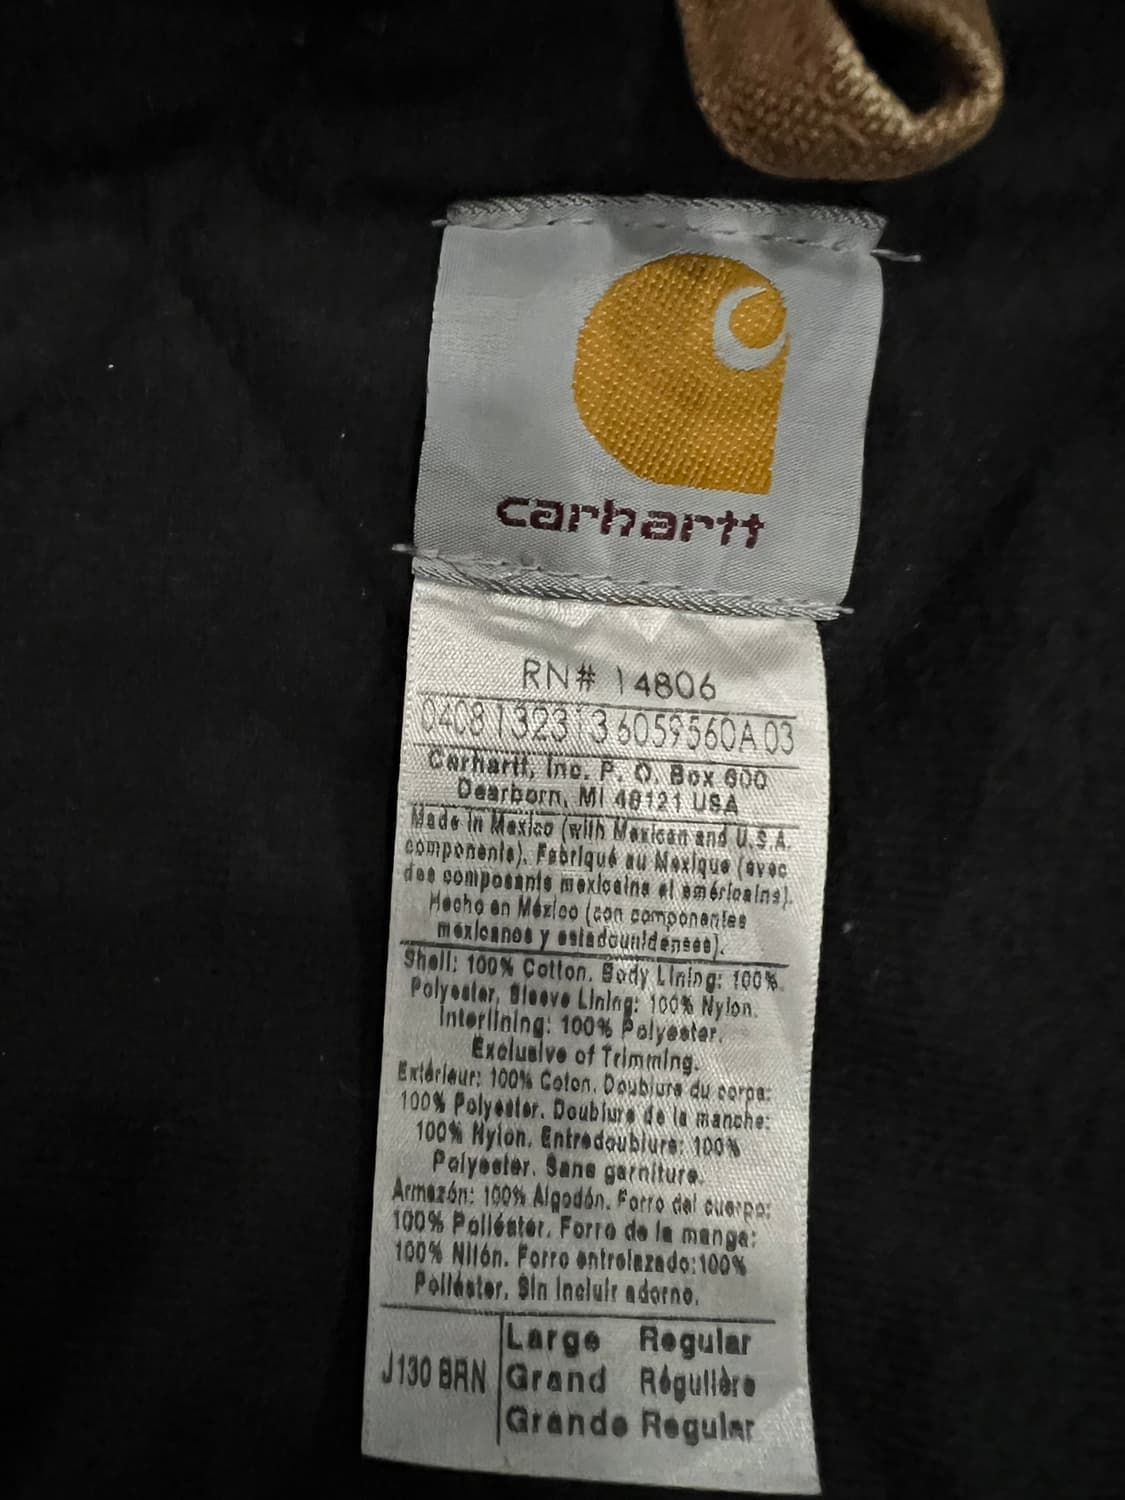 carhartt
RN# 14806
0408 132313 6059560A 03
Carhartt, Inc. P. O. Box 600
Dearborn, MI 48121 USA
Made in Mexico (with Mexican and U.S.A.
components). Fabriqué au Mexique (avec
des composants mexicains et américains).
Hecho en México (con componentes
mexicanos y estadounidenses).
Shell: 100% Cotton. Body Lining: 100%
Polyester, Sleeve Lining: 100% Nylon.
Interlining: 100% Polyester.
Exclusive of Trimming.
Extérieur: 100% Coton. Doublure du corps:
100% Polyester. Doublure de la manche:
100% Nylon. Entredoublure: 100%
Polyester. Sans garniture.
Armazón: 100% Algodón. Forro del cuerpo:
100% Poliéster. Forro de la manga:
100% Nilón. Forro entrelazado:100%
Poliéster. Sin incluir adorno.
J130 BRN
Large Regular
Grand Régulière
Grande Regular